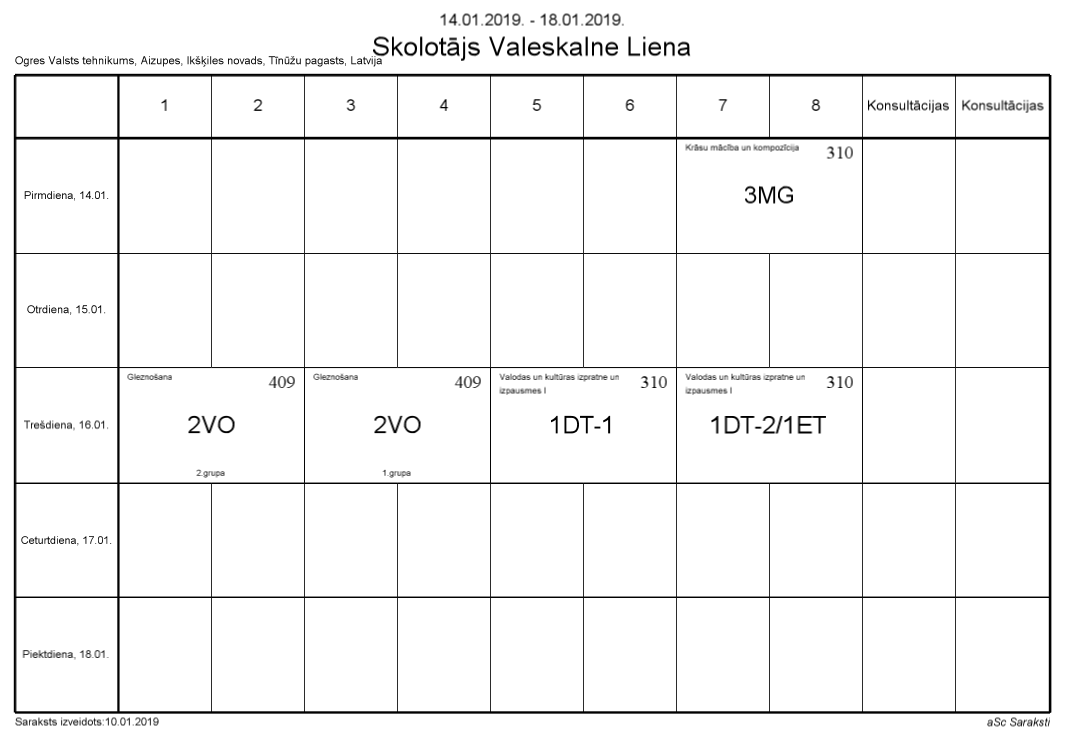 14.01.2019. - 18.01.2019.
Skolotājs Valeskalne Liena
Ogres Valsts tehnikums, Aizupes, Ikšķiles novads, Tīnūžu pagasts, Latvija
1 2 3 4 5 6 7 8 Konsultācijas Konsultācijas
Krāsu mācība un kompozīcija 310
Pirmdiena, 14.01. 3MG
Otrdiena, 15.01.
Gleznošana 409 Gleznošana 409 Valodas un kultūras izpratne un 310 Valodas un kultūras izpratne un 310
izpausmes I izpausmes I
Trešdiena, 16.01. 2VO 2VO 1DT-1 1DT-2/1ET
2.grupa 1.grupa
Ceturtdiena, 17.01.
Piektdiena, 18.01.
Saraksts izveidots:10.01.2019 aSc Saraksti